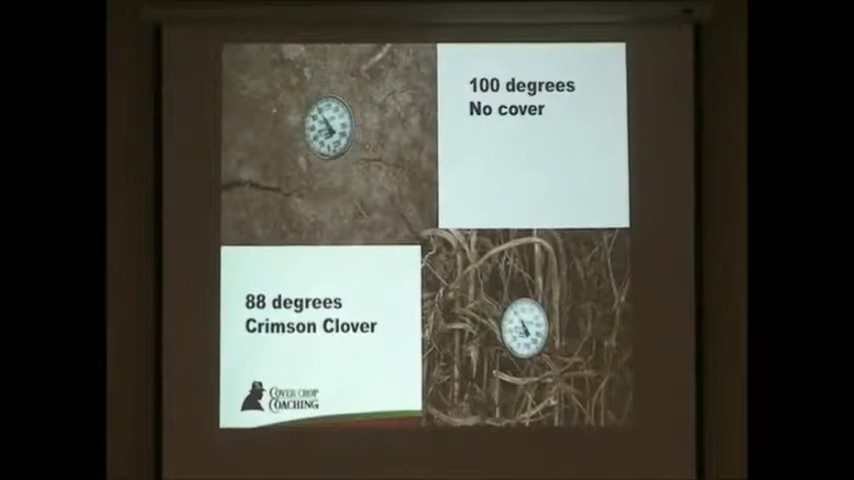 100 degrees
No cover
88 degrees
Crimson Clover
COVER CROP
COACHING